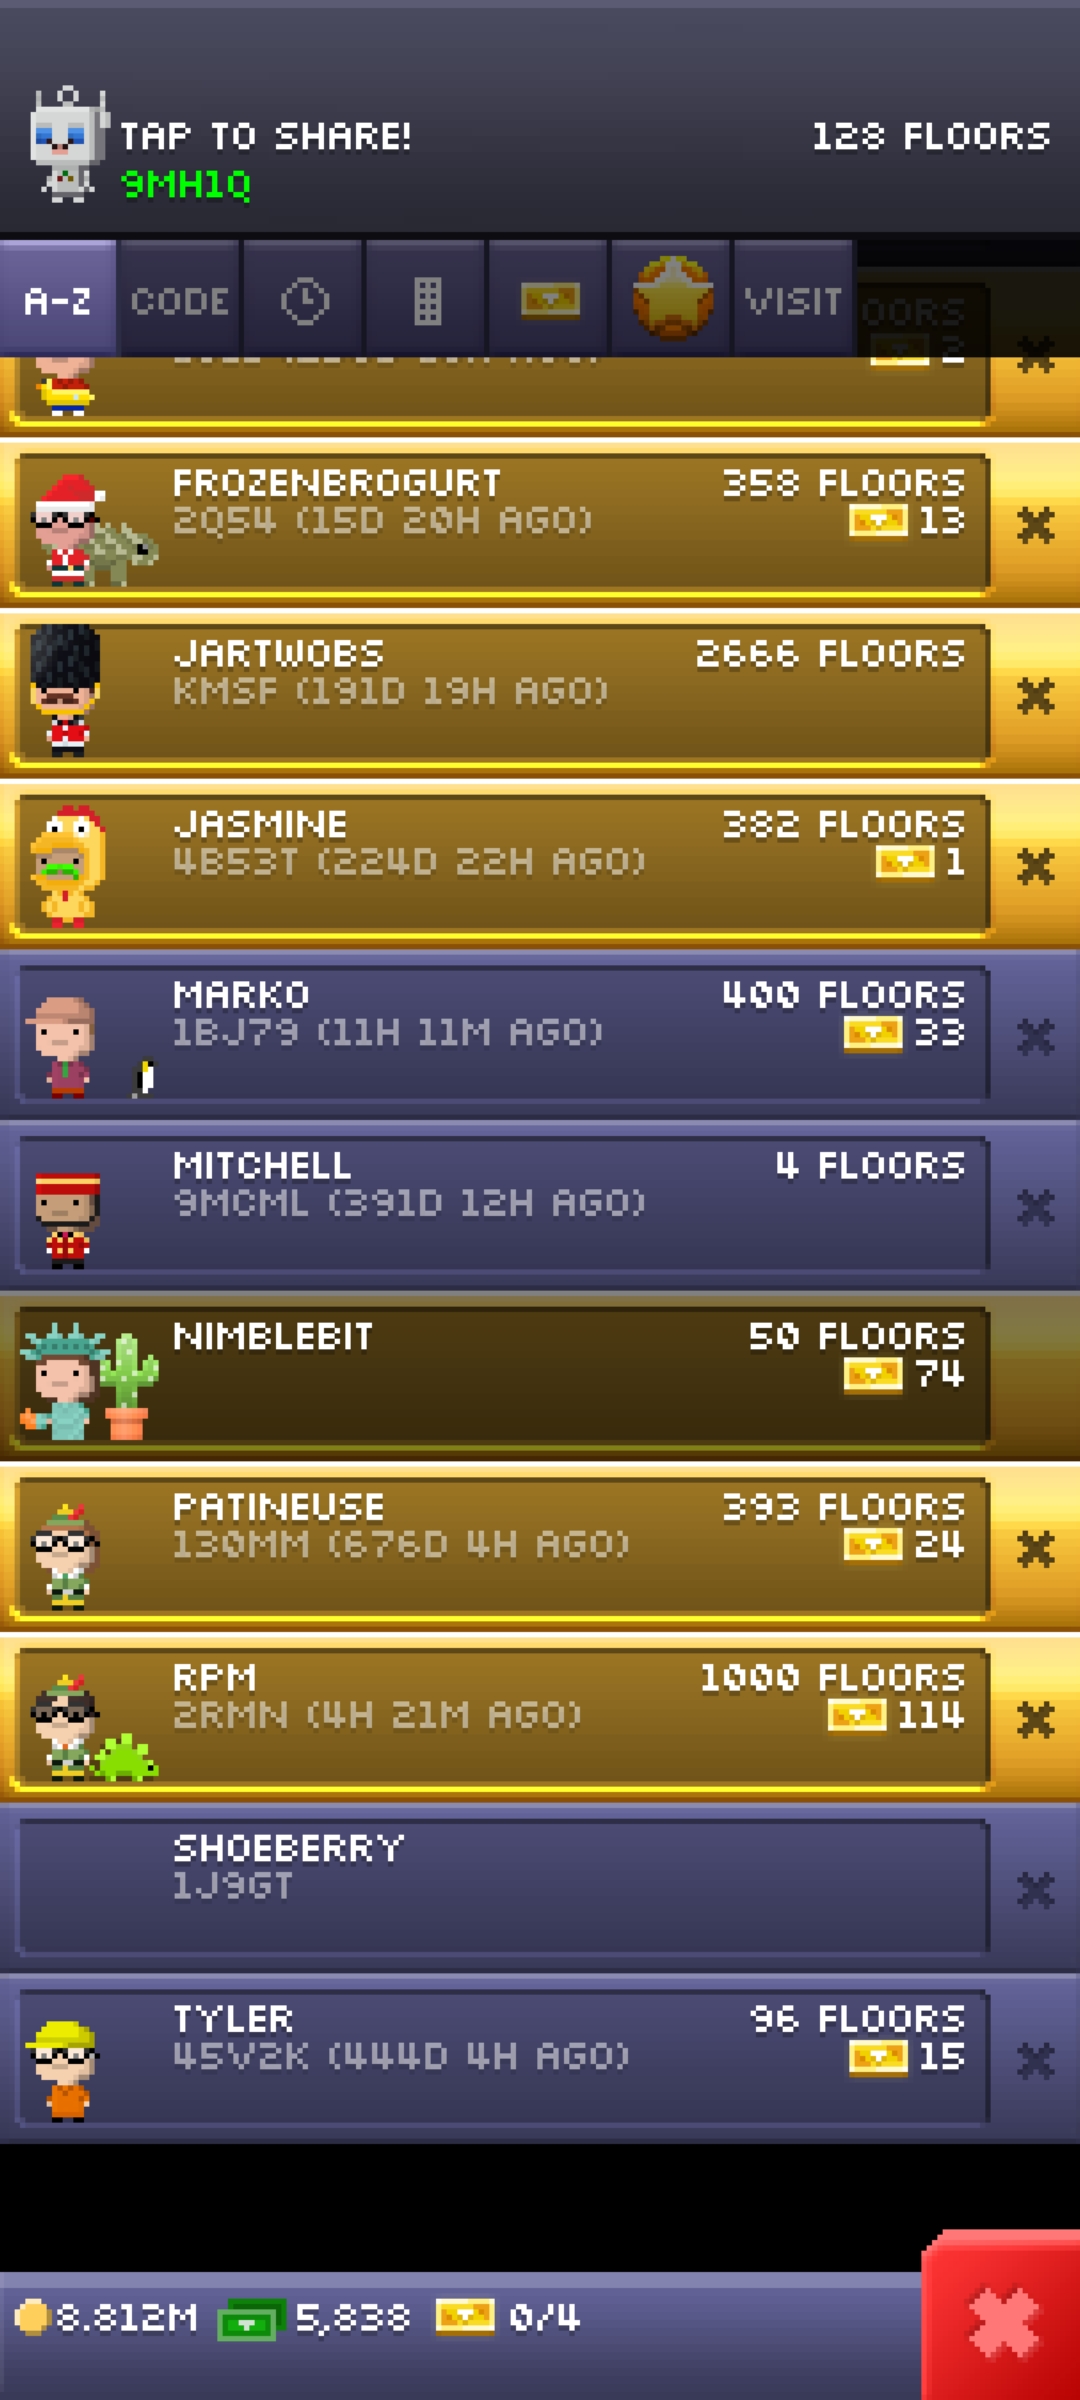 TAP TO SHARE!
128 FLOORS
9MH1Q
A-Z CODE VISIT
OORS
2
FROZENBROGURT 358 FLOORS
2Q54 (15D 20H AGO) 13
JARTWOBS 2666 FLOORS
KMSF (191D 19H AGO)
JASMINE 382 FLOORS
4B53T (224D 22H AGO) 1
MARKO 400 FLOORS
1BJ79 (11H 11M AGO) 33
MITCHELL 4 FLOORS
9MCML (391D 12H AGO)
NIMBLEBIT 50 FLOORS
74
PATINEUSE 393 FLOORS
130MM (676D 4H AGO) 24
RPM 1000 FLOORS
2RMN (4H 21M AGO) 114
SHOEBERRY
1J9GT
TYLER 96 FLOORS
45V2K (444D 4H AGO) 15
8.812M 5,838 0/4